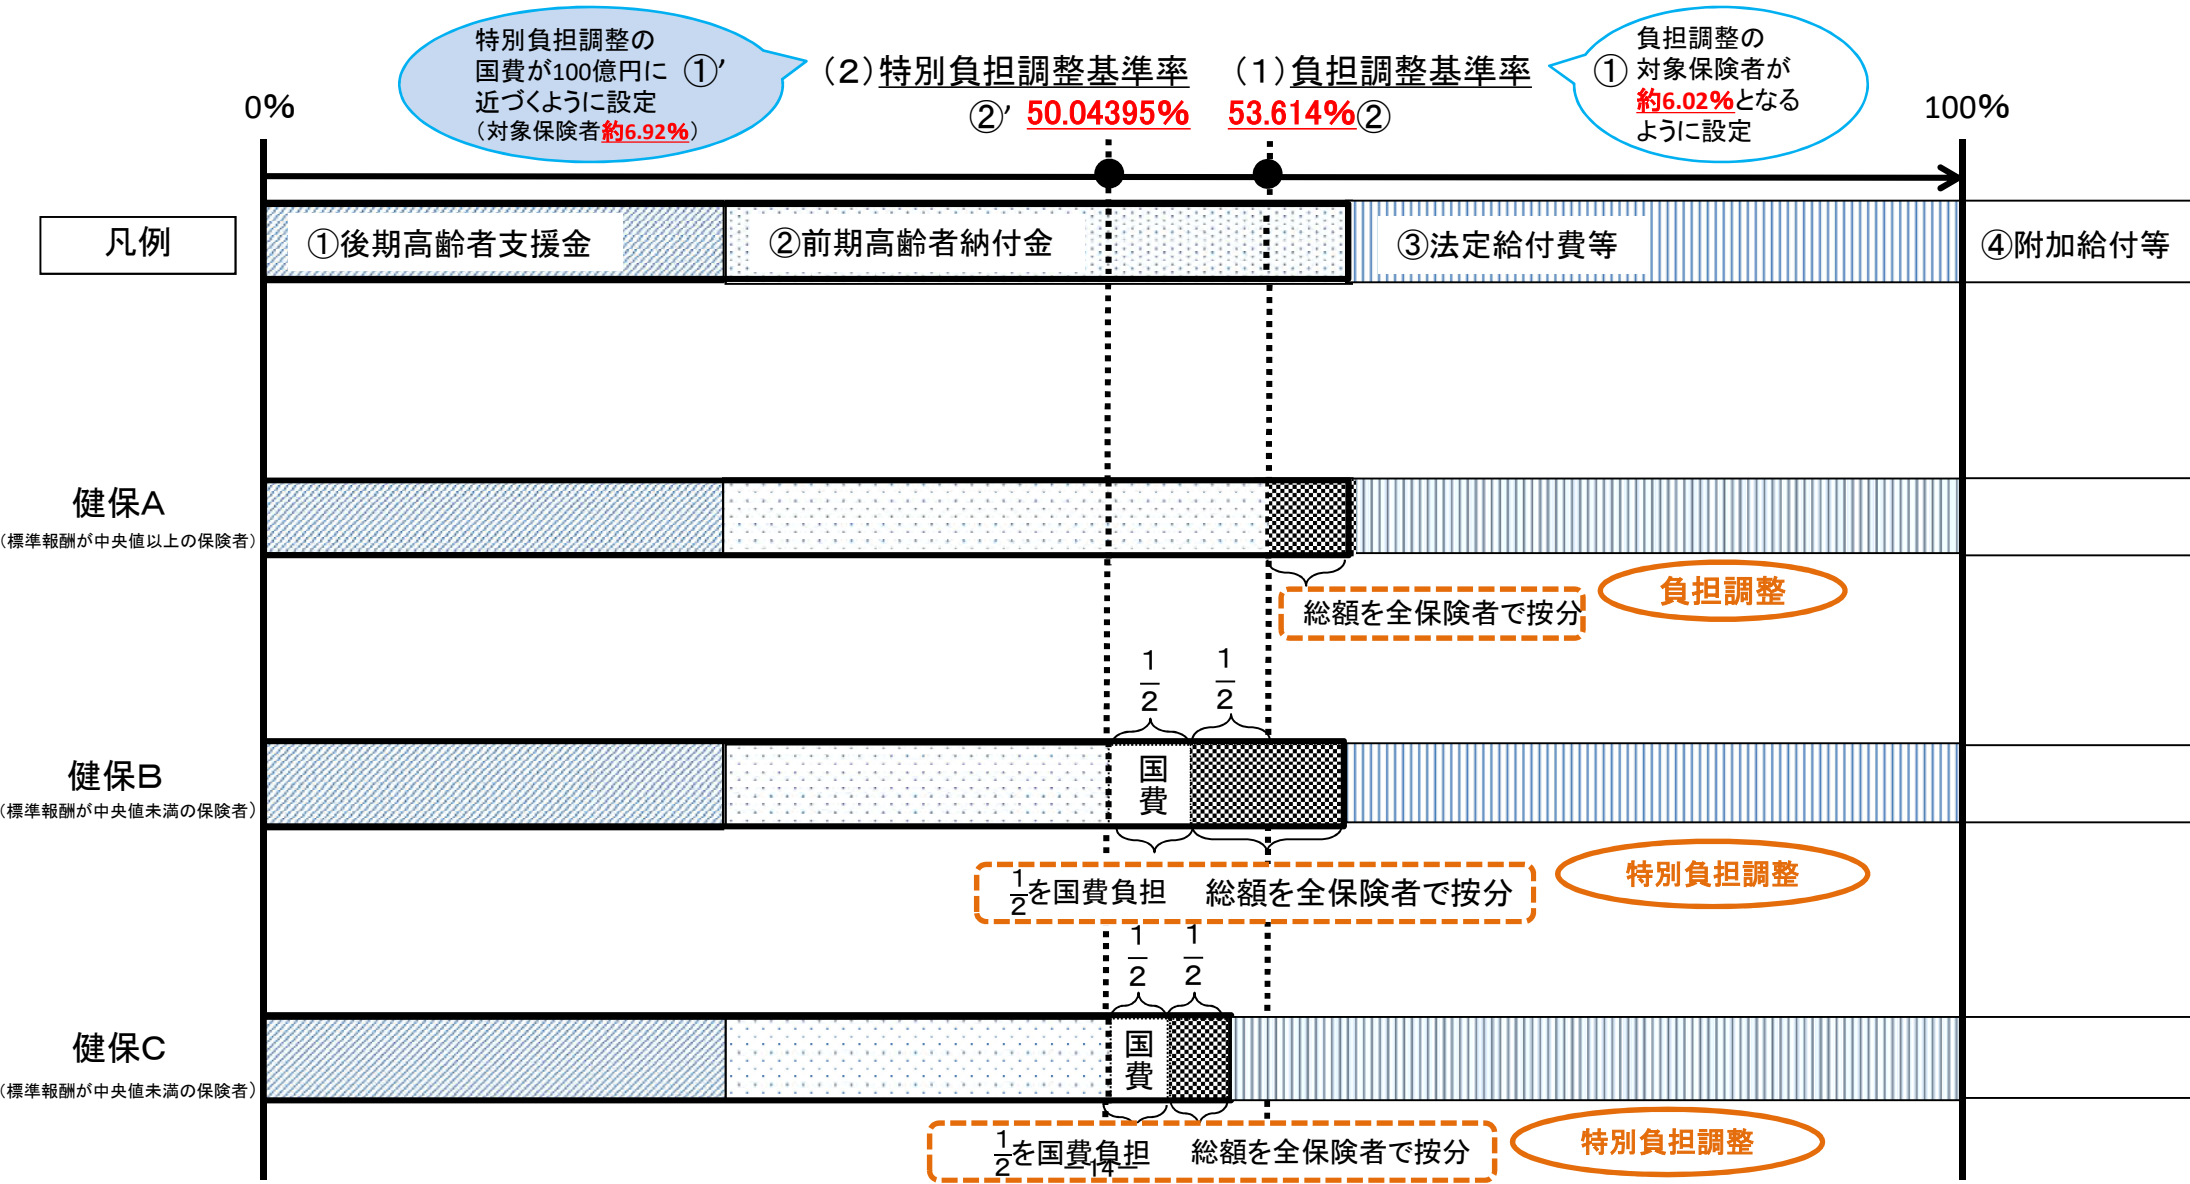 特別負担調整の
国費が100億円に ①’
近づくように設定
（対象保険者約6.92%）
（2）特別負担調整基準率
②’ 50.04395%
（1）負担調整基準率
53.614%②
負担調整の
① 対象保険者が
約6.02%となる
ように設定
0%
100%
凡例
①後期高齢者支援金
②前期高齢者納付金
③法定給付費等
④附加給付等
健保A
（標準報酬が中央値以上の保険者）
総額を全保険者で按分
負担調整
1/2
1/2
健保B
（標準報酬が中央値未満の保険者）
国費
1/2を国費負担 総額を全保険者で按分
特別負担調整
1/2
1/2
健保C
（標準報酬が中央値未満の保険者）
国費
1/2を国費負担 総額を全保険者で按分
特別負担調整
－14－